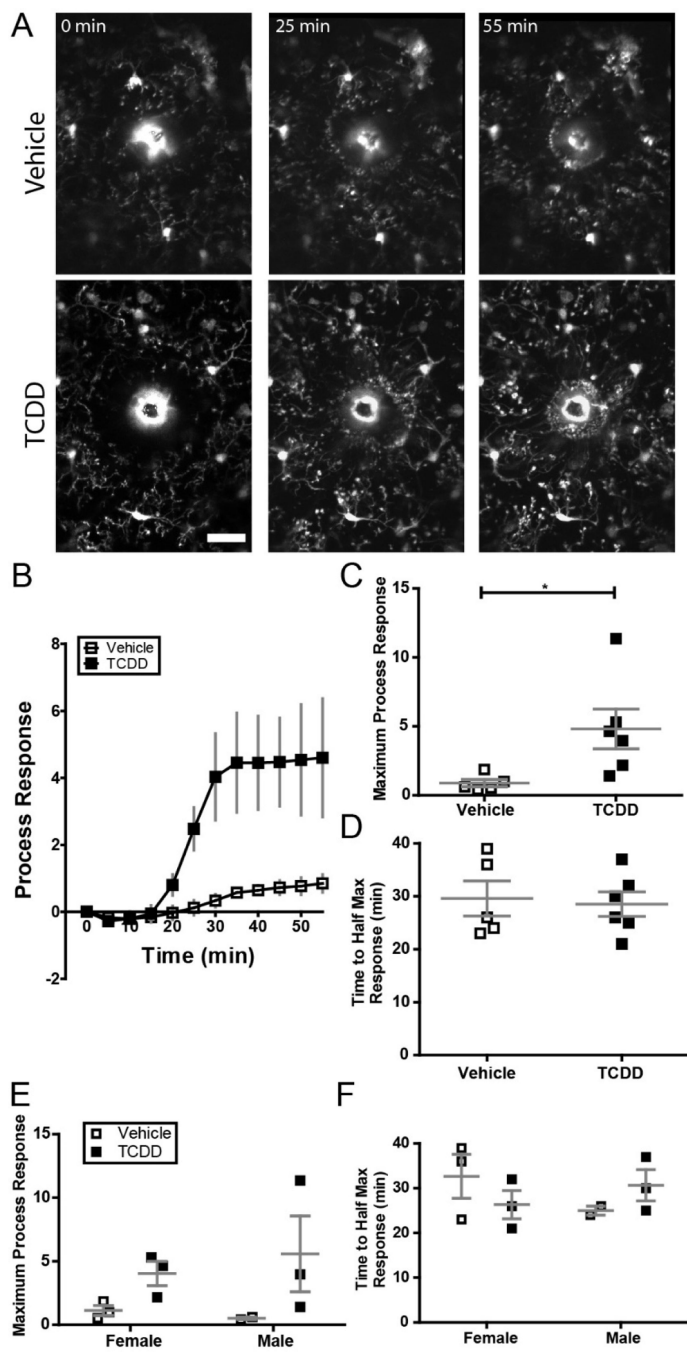 A
0 min
25 min
55 min
Vehicle
TCDD
B
Vehicle
TCDD
Process Response
8
6
4
2
0
-2
0
10
20
30
40
50
Time (min)
C
*
Maximum Process Response
15
10
5
0
Vehicle
TCDD
D
Time to Half Max
Response (min)
40
30
20
10
0
Vehicle
TCDD
E
Vehicle
TCDD
Maximum Process Response
15
10
5
0
Female
Male
F
Time to Half Max
Response (min)
40
30
20
10
0
Female
Male